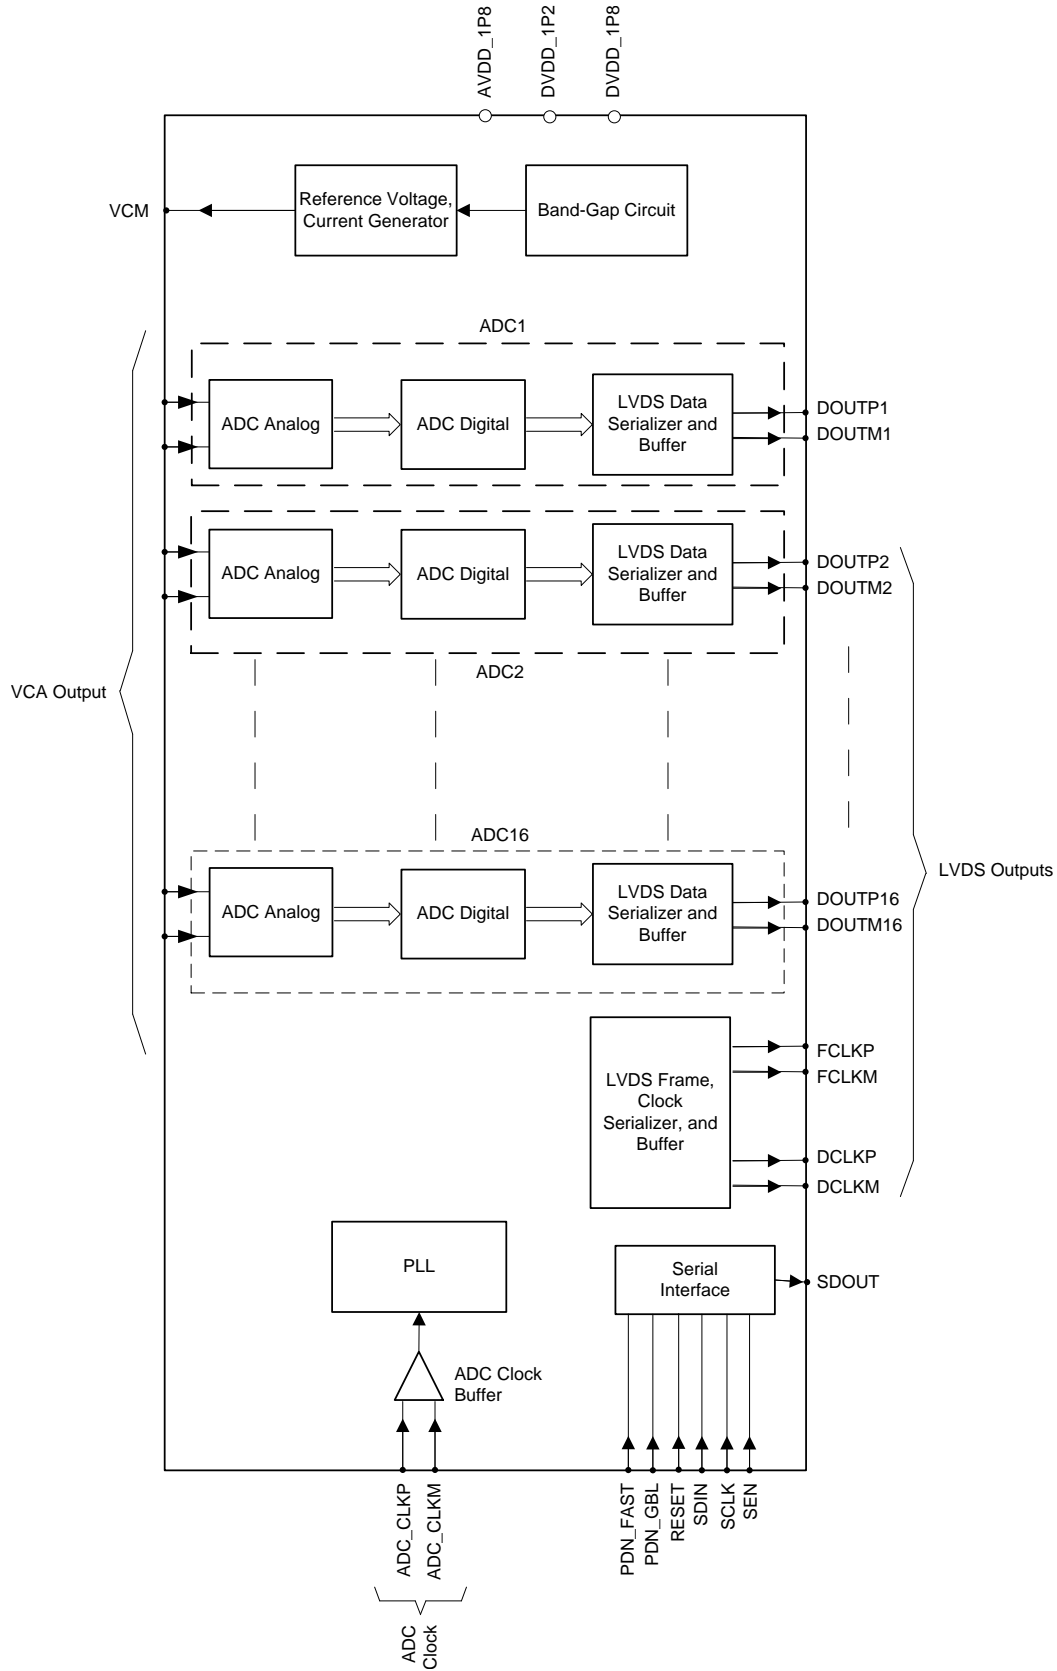 AVDD_1P8
DVDD_1P2
DVDD_1P8
VCM
Reference Voltage,
Current Generator
Band-Gap Circuit
ADC1
ADC Analog
ADC Digital
LVDS Data
Serializer and
Buffer
DOUTP1
DOUTM1
ADC Analog
ADC Digital
LVDS Data
Serializer and
Buffer
DOUTP2
DOUTM2
ADC2
VCA Output
ADC16
ADC Analog
ADC Digital
LVDS Data
Serializer and
Buffer
DOUTP16
DOUTM16
LVDS Outputs
LVDS Frame,
Clock
Serializer, and
Buffer
FCLKP
FCLKM
DCLKP
DCLKM
PLL
Serial
Interface
SDOUT
ADC Clock
Buffer
ADC_CLKP
ADC_CLKM
PDN_FAST
PDN_GBL
RESET
SDIN
SCLK
SEN
ADC
Clock